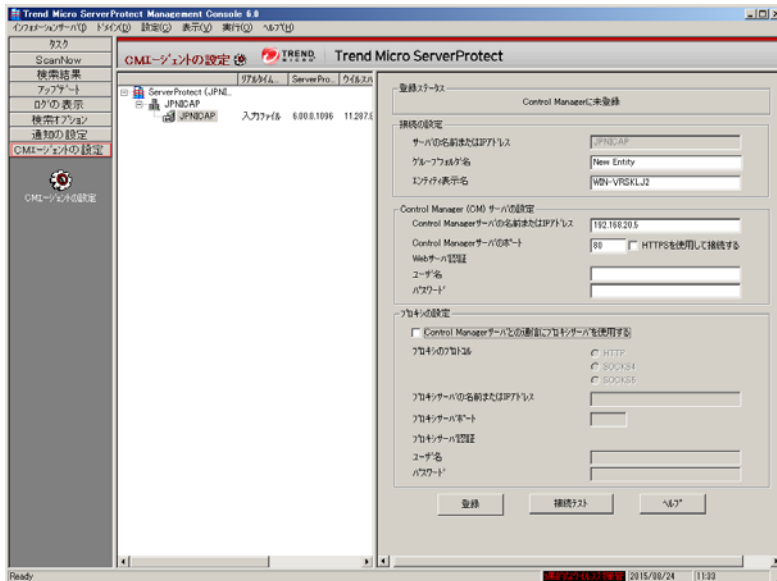 Trend Micro ServerProtect Management Console 6.0
インフォメーションサーバ(I) ドメイン(D) 設定(C) 表示(V) 実行(O) ヘルプ(H)
タスク
ScanNow
検索結果
アップデート
ログの表示
検索オプション
通知の設定
CMエージェントの設定
CMエージェントの設定
CMエージェントの設定
TREND MICRO
Trend Micro ServerProtect
リアルタイム... ServerPro... ウイルスパ
ServerProtect (JPNI...
JPNICAP
JPNICAP 入力ファイル 6.00.0.1096 11.287.0
登録ステータス
Control Managerに未登録
接続の設定
サーバの名前またはIPアドレス JPNICAP
グループフォルダ名 New Entity
エンティティ表示名 WIN-VRSKLJ2
Control Manager (CM) サーバの設定
Control Managerサーバの名前またはIPアドレス 192.168.20.5
Control Managerサーバのポート 80 HTTPSを使用して接続する
Webサーバ認証
ユーザ名
パスワード
プロキシの設定
Control Managerサーバとの通信にプロキシサーバを使用する
プロキシのプロトコル HTTP
SOCKS4
SOCKS5
プロキシサーバの名前またはIPアドレス
プロキシサーバポート
プロキシサーバ認証
ユーザ名
パスワード
登録 接続テスト ヘルプ
Ready 2015/08/24 11:33